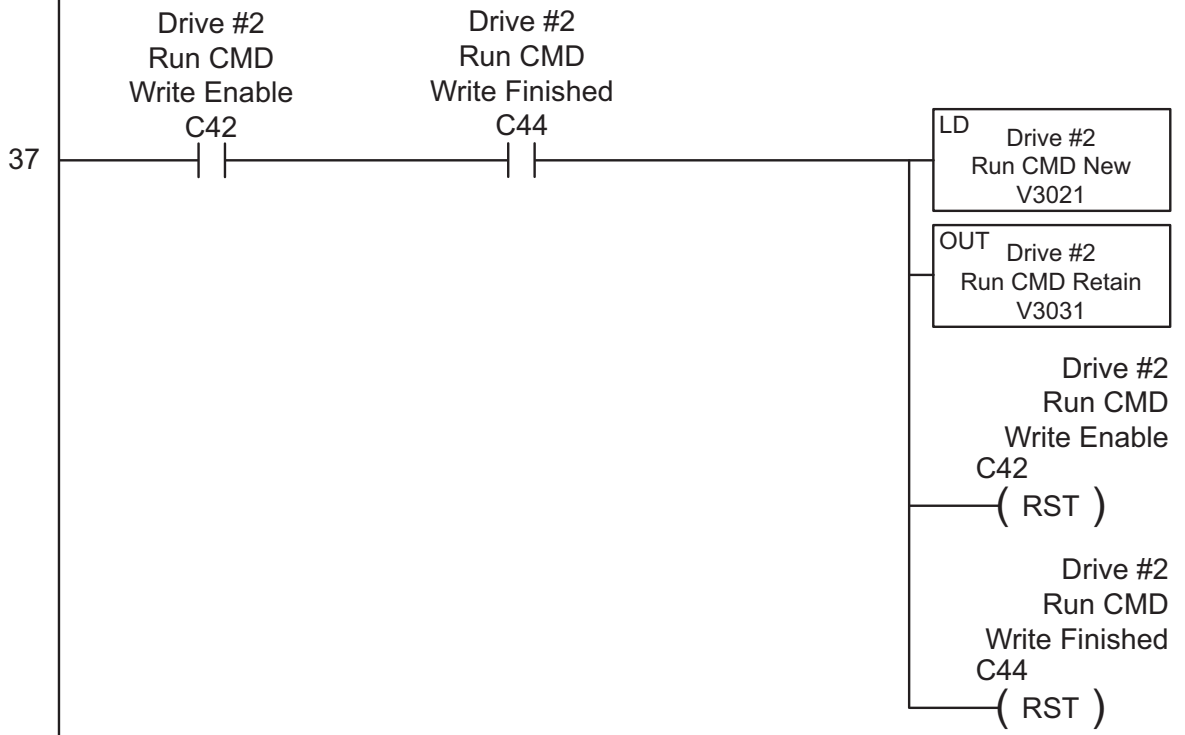 Drive #2
Run CMD
Write Enable
C42
Drive #2
Run CMD
Write Finished
C44
37
LD
Drive #2
Run CMD New
V3021
OUT
Drive #2
Run CMD Retain
V3031
Drive #2
Run CMD
Write Enable
C42
( RST )
Drive #2
Run CMD
Write Finished
C44
( RST )